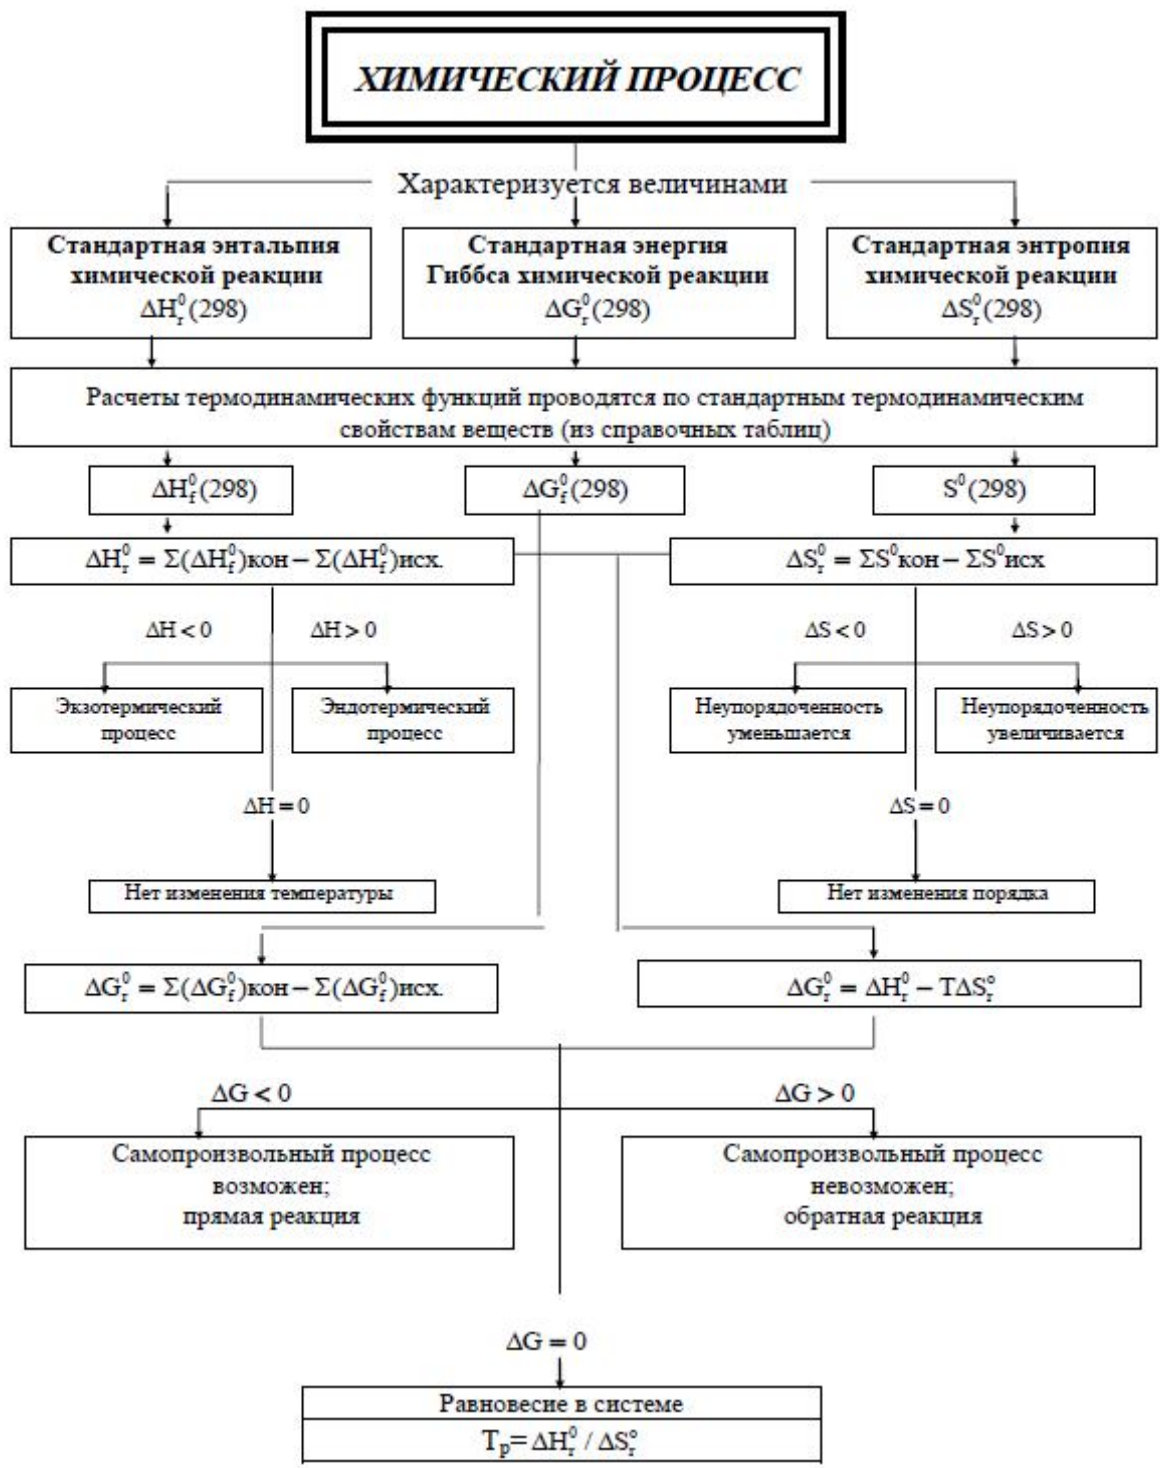 ХИМИЧЕСКИЙ ПРОЦЕСС
Характеризуется величинами
Стандартная энтальпия
химической реакции
ΔH⁰ᵣ(298)
Стандартная энергия
Гиббса химической реакции
ΔG⁰ᵣ(298)
Стандартная энтропия
химической реакции
ΔS⁰ᵣ(298)
Расчеты термодинамических функций проводятся по стандартным термодинамическим
свойствам веществ (из справочных таблиц)
ΔH⁰f(298)
ΔG⁰f(298)
S⁰(298)
ΔH⁰ᵣ = Σ(ΔH⁰f)кон − Σ(ΔH⁰f)исх.
ΔS⁰ᵣ = ΣS⁰кон − ΣS⁰исх
ΔH < 0
ΔH > 0
ΔS < 0
ΔS > 0
Экзотермический
процесс
Эндотермический
процесс
Неупорядоченность
уменьшается
Неупорядоченность
увеличивается
ΔH = 0
ΔS = 0
Нет изменения температуры
Нет изменения порядка
ΔG⁰ᵣ = Σ(ΔG⁰f)кон − Σ(ΔG⁰f)исх.
ΔG⁰ᵣ = ΔH⁰ᵣ − TΔS°ᵣ
ΔG < 0
ΔG > 0
Самопроизвольный процесс
возможен;
прямая реакция
Самопроизвольный процесс
невозможен;
обратная реакция
ΔG = 0
Равновесие в системе
Tр= ΔH⁰ᵣ / ΔS°ᵣ